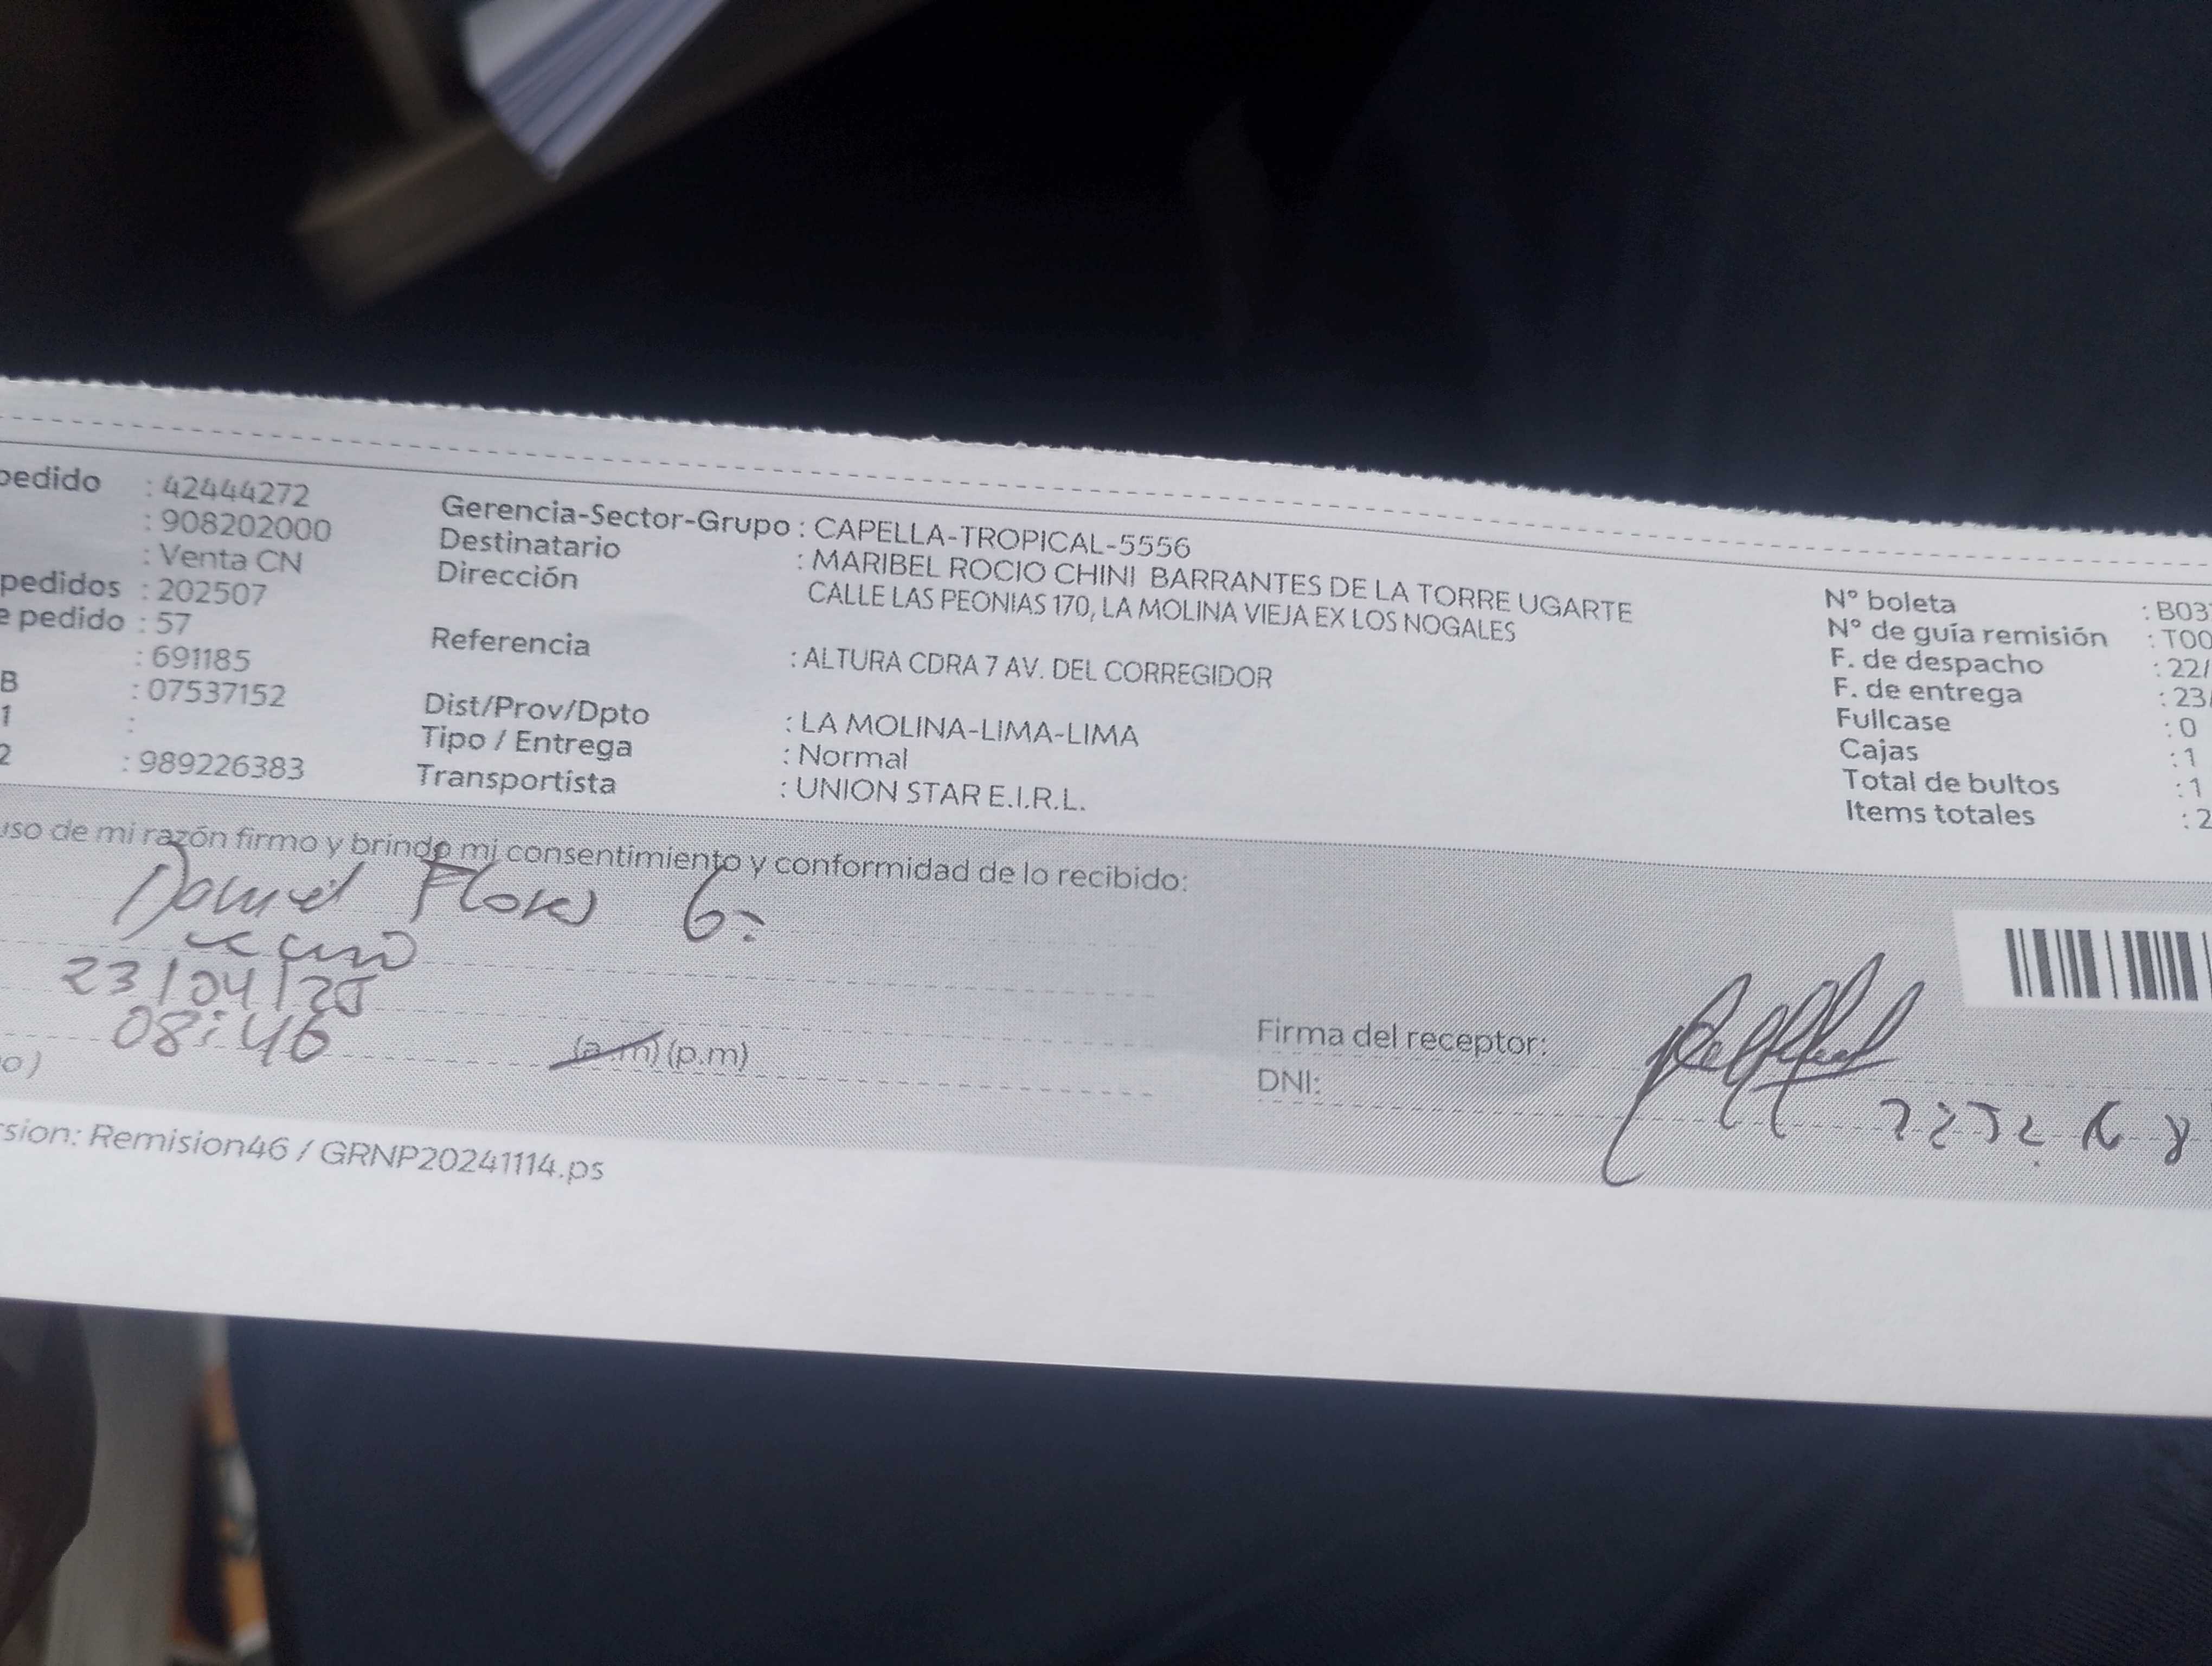 pedido : 42444272
: 908202000
: Venta CN
pedidos : 202507
e pedido : 57
: 691185
B : 07537152
1 :
2 : 989226383
Gerencia-Sector-Grupo : CAPELLA-TROPICAL-5556
Destinatario : MARIBEL ROCIO CHINI BARRANTES DE LA TORRE UGARTE
Dirección CALLE LAS PEONIAS 170, LA MOLINA VIEJA EX LOS NOGALES
Referencia : ALTURA CDRA 7 AV. DEL CORREGIDOR
Dist/Prov/Dpto : LA MOLINA-LIMA-LIMA
Tipo / Entrega : Normal
Transportista : UNION STAR E.I.R.L.
N° boleta : B03
N° de guía remisión : T00
F. de despacho : 22/
F. de entrega : 23/
Fullcase : 0
Cajas : 1
Total de bultos : 1
Items totales : 2
uso de mi razón firmo y brindo mi consentimiento y conformidad de lo recibido:
Daniel Flores G.
23/04/25
08:46 (a.m) (p.m)
o)
Firma del receptor:
DNI:
sion: Remision46 / GRNP20241114.ps